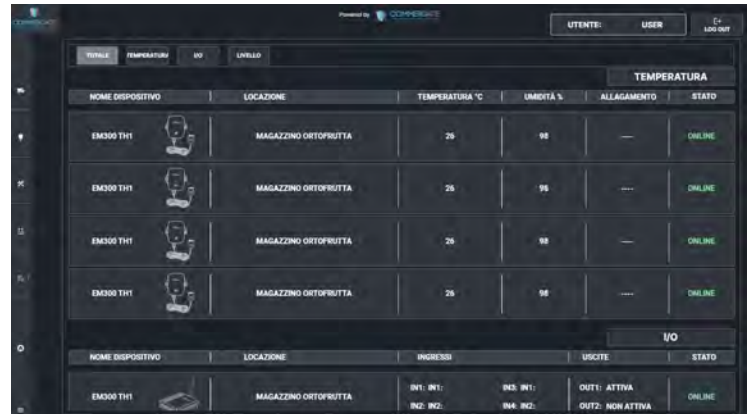 Powered by COMMSIGHT
UTENTE: USER
LOG OUT
TOTALE TEMPERATURA I/O LIVELLO
TEMPERATURA
NOME DISPOSITIVO LOCAZIONE TEMPERATURA °C UMIDITÀ % ALLAGAMENTO STATO
EM300 TH1 MAGAZZINO ORTOFRUTTA 26 98 ---- ONLINE
EM300 TH1 MAGAZZINO ORTOFRUTTA 26 98 ---- ONLINE
EM300 TH1 MAGAZZINO ORTOFRUTTA 26 98 ---- ONLINE
EM300 TH1 MAGAZZINO ORTOFRUTTA 26 98 ---- ONLINE
I/O
NOME DISPOSITIVO LOCAZIONE INGRESSI USCITE STATO
EM300 TH1 MAGAZZINO ORTOFRUTTA IN1: IN1: IN3: IN1: OUT1: ATTIVA ONLINE
IN2: IN2: IN4: IN2: OUT2: NON ATTIVA